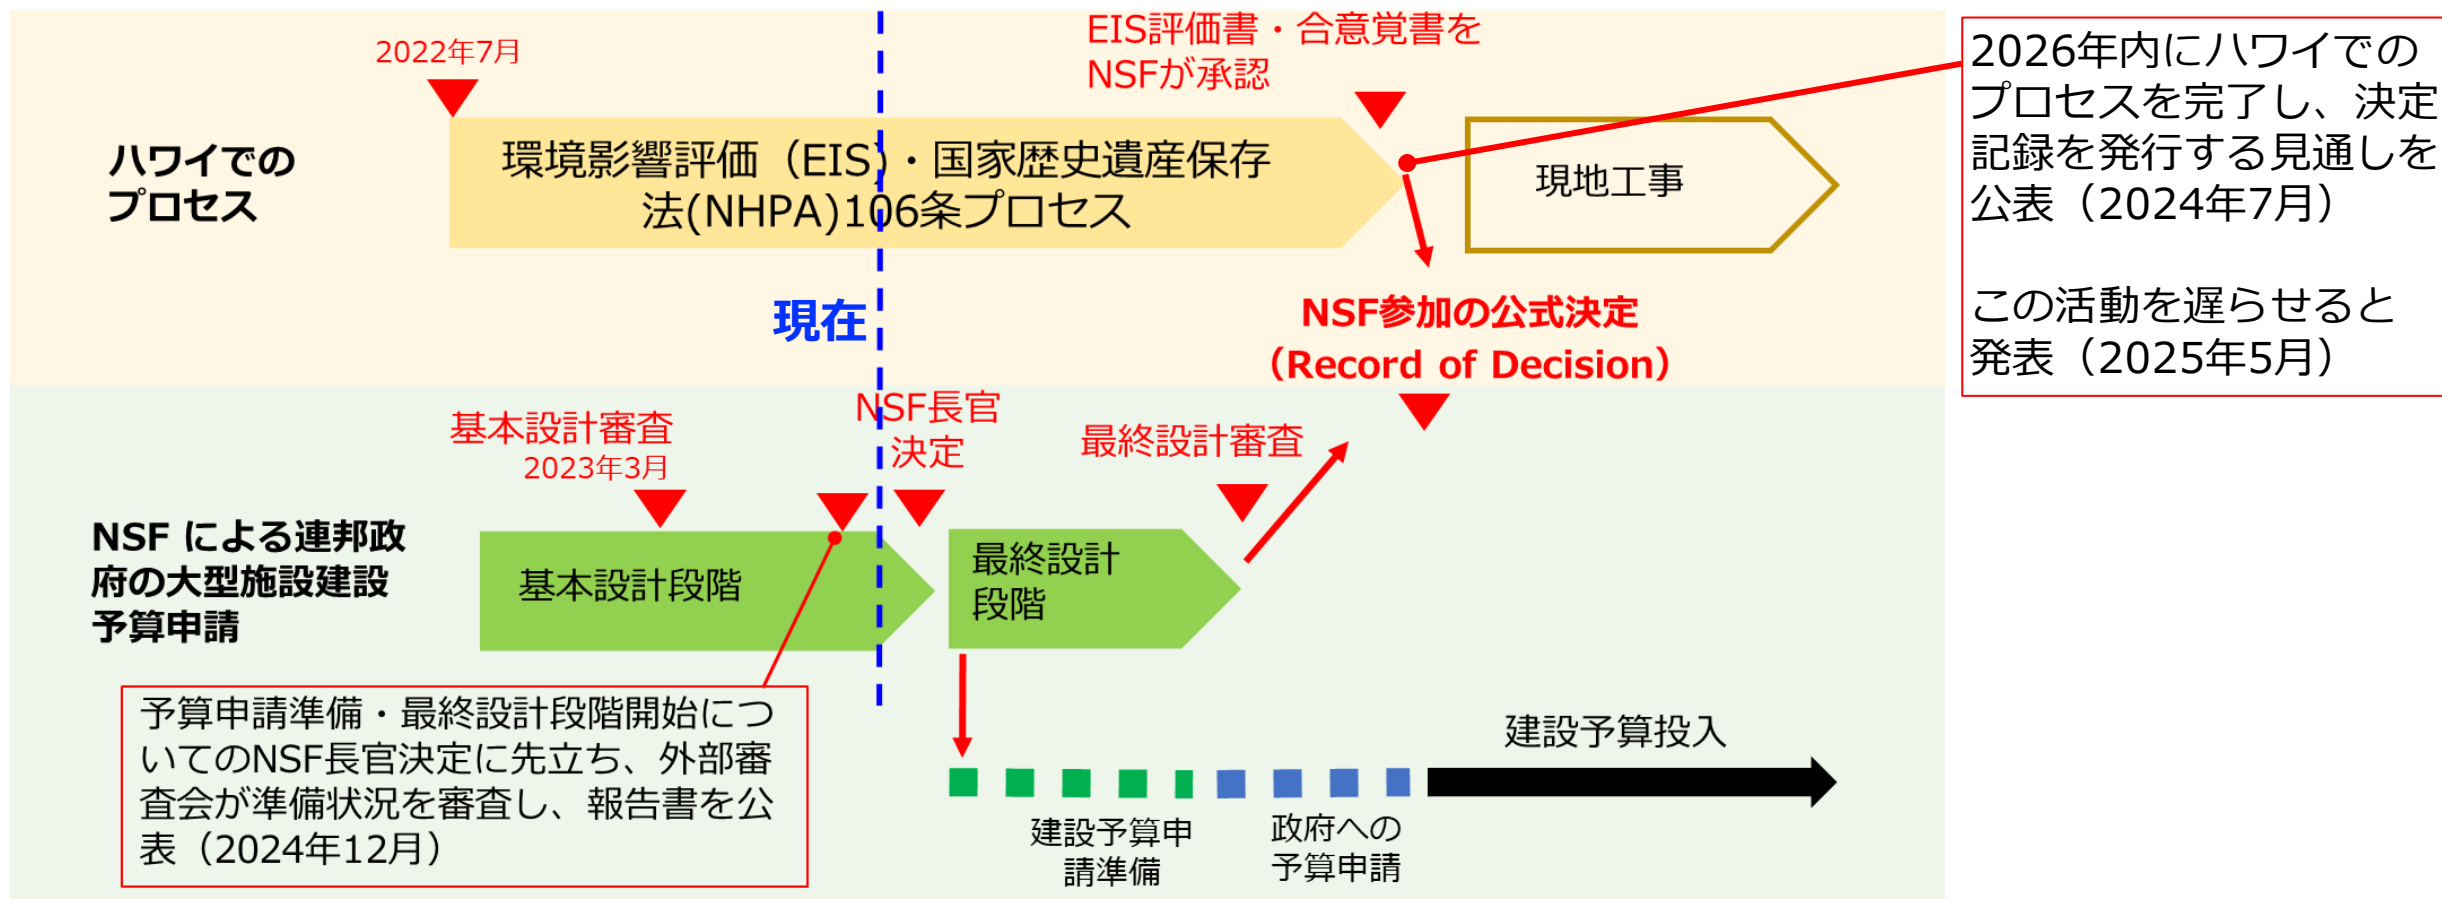 2022年7月
EIS評価書・合意覚書を
NSFが承認
ハワイでの
プロセス
環境影響評価（EIS）・国家歴史遺産保存
法(NHPA)106条プロセス
現地工事
2026年内にハワイでの
プロセスを完了し、決定
記録を発行する見通しを
公表（2024年7月）
この活動を遅らせると
発表（2025年5月）
現在
NSF参加の公式決定
（Record of Decision）
基本設計審査
2023年3月
NSF長官
決定
最終設計審査
NSF による連邦政
府の大型施設建設
予算申請
基本設計段階
最終設計
段階
予算申請準備・最終設計段階開始につ
いてのNSF長官決定に先立ち、外部審
査会が準備状況を審査し、報告書を公
表（2024年12月）
建設予算投入
建設予算申
請準備
政府への
予算申請